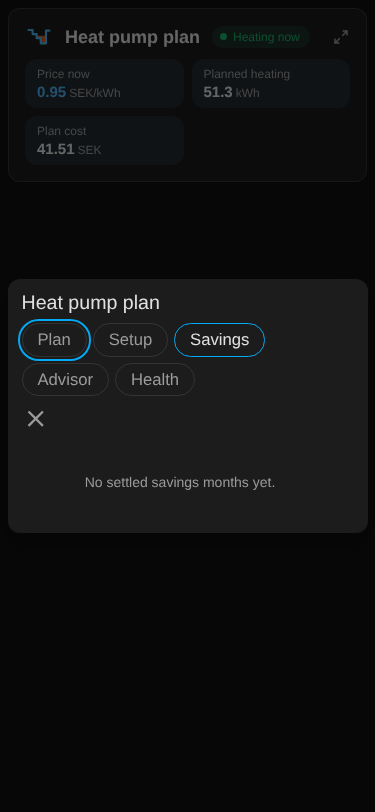 Heat pump plan Heating now
Price now Planned heating
0.95 SEK/kWh 51.3 kWh
Plan cost
41.51 SEK
Heat pump plan
Plan Setup Savings
Advisor Health
No settled savings months yet.